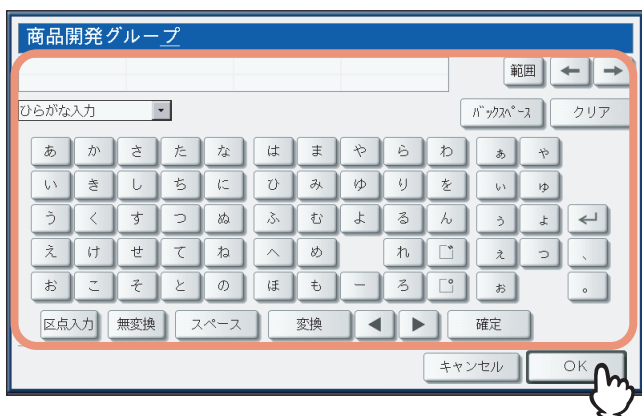 商品開発グループ
範囲 ← →
ひらがな入力 バックスペース クリア
あ か さ た な は ま や ら わ ぁ ゃ
い き し ち に ひ み ゆ り を ぃ ゅ
う く す つ ぬ ふ む よ る ん ぅ ょ
え け せ て ね へ め れ ゛ ぇ っ 、
お こ そ と の ほ も ー ろ ゜ ぉ 。
区点入力 無変換 スペース 変換 ◀ ▶ 確定
キャンセル OK